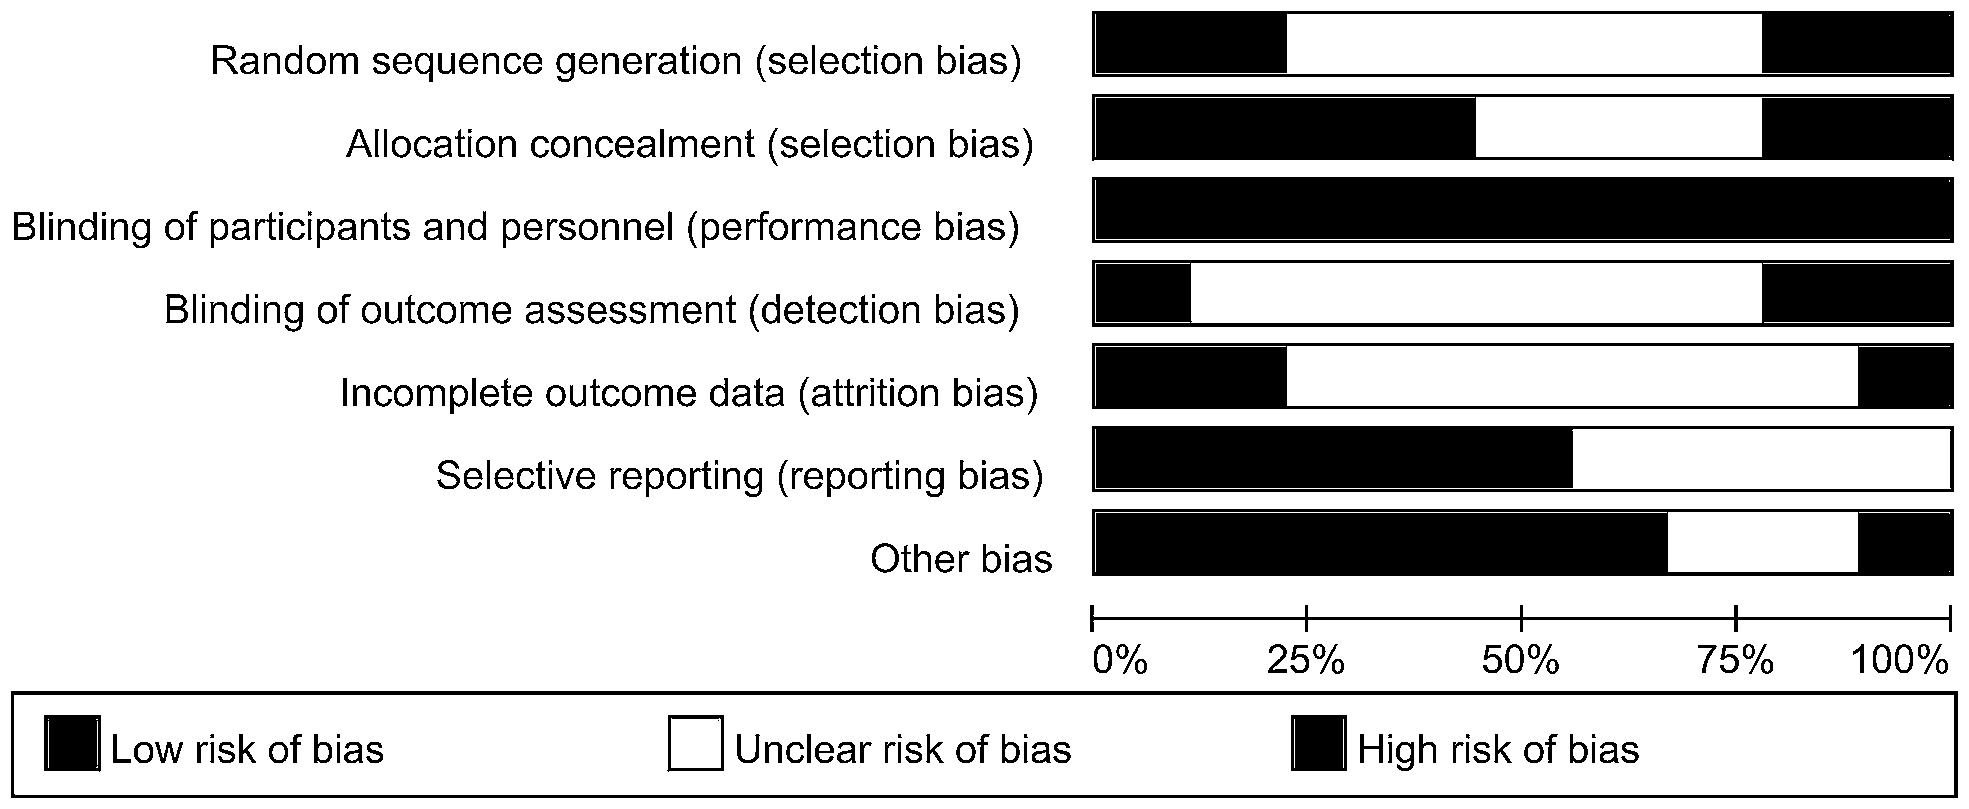 Random sequence generation (selection bias)
Allocation concealment (selection bias)
Blinding of participants and personnel (performance bias)
Blinding of outcome assessment (detection bias)
Incomplete outcome data (attrition bias)
Selective reporting (reporting bias)
Other bias
0% 25% 50% 75% 100%
Low risk of bias Unclear risk of bias High risk of bias